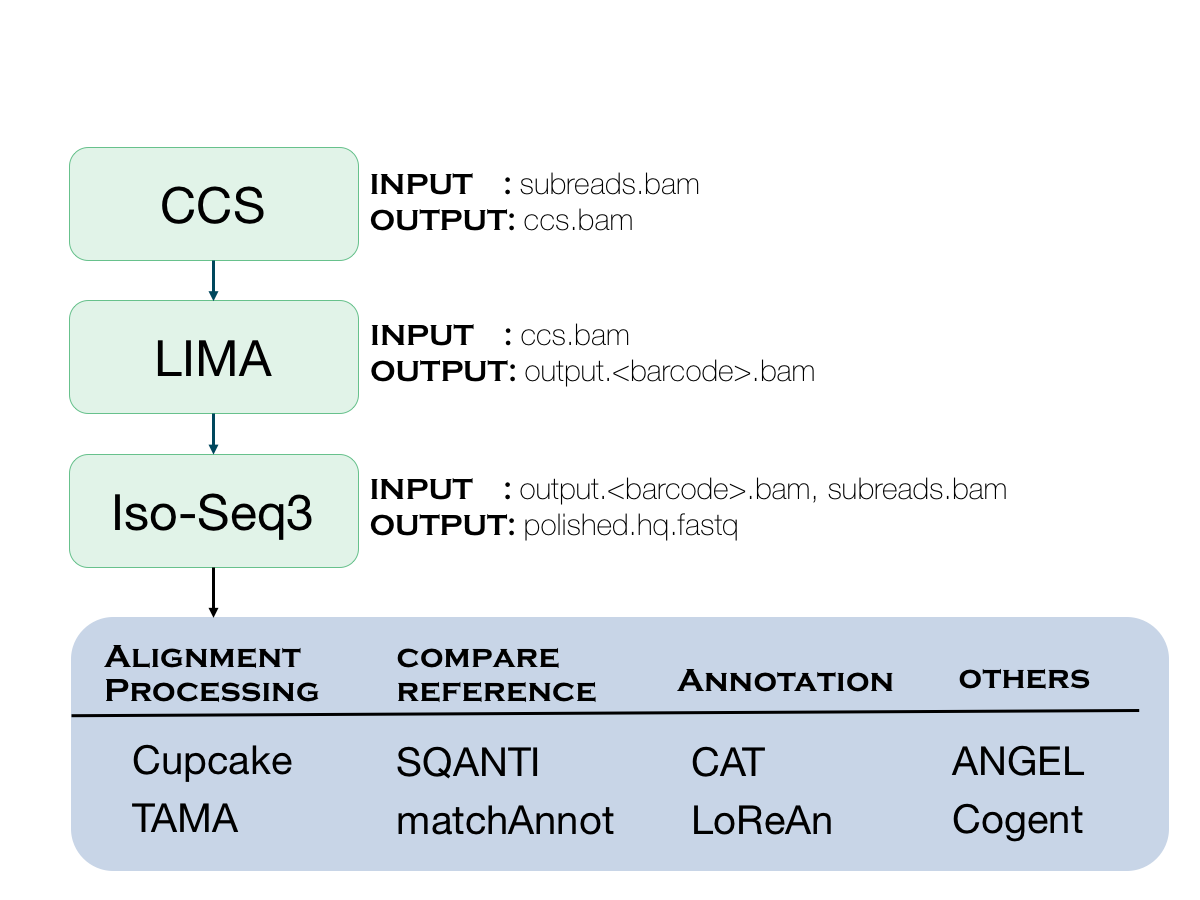 CCS
INPUT : subreads.bam
OUTPUT: ccs.bam
LIMA
INPUT : ccs.bam
OUTPUT: output.<barcode>.bam
Iso-Seq3
INPUT : output.<barcode>.bam, subreads.bam
OUTPUT: polished.hq.fastq
ALIGNMENT
PROCESSING
COMPARE
REFERENCE
ANNOTATION
OTHERS
Cupcake SQANTI CAT ANGEL
TAMA matchAnnot LoReAn Cogent